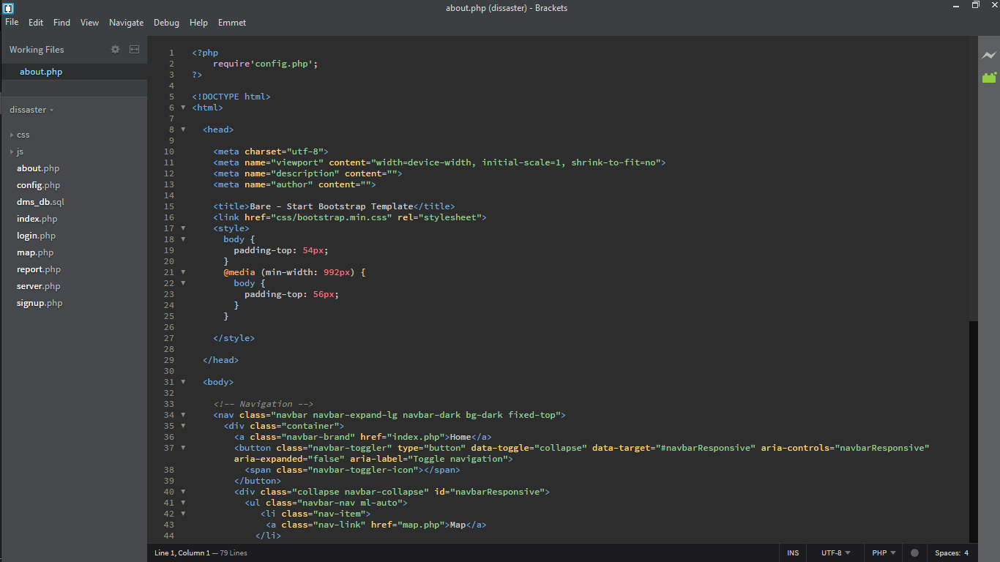 about.php (dissaster) - Brackets
File Edit Find View Navigate Debug Help Emmet
Working Files
about.php
dissaster
css
js
about.php
config.php
dms_db.sql
index.php
login.php
map.php
report.php
server.php
signup.php
1 <?php
2 require'config.php';
3 ?>
4
5 <!DOCTYPE html>
6 <html>
7
8 <head>
9
10 <meta charset="utf-8">
11 <meta name="viewport" content="width=device-width, initial-scale=1, shrink-to-fit=no">
12 <meta name="description" content="">
13 <meta name="author" content="">
14
15 <title>Bare - Start Bootstrap Template</title>
16 <link href="css/bootstrap.min.css" rel="stylesheet">
17 <style>
18 body {
19 padding-top: 54px;
20 }
21 @media (min-width: 992px) {
22 body {
23 padding-top: 56px;
24 }
25 }
26
27 </style>
28
29 </head>
30
31 <body>
32
33 <!-- Navigation -->
34 <nav class="navbar navbar-expand-lg navbar-dark bg-dark fixed-top">
35 <div class="container">
36 <a class="navbar-brand" href="index.php">Home</a>
37 <button class="navbar-toggler" type="button" data-toggle="collapse" data-target="#navbarResponsive" aria-controls="navbarResponsive"
aria-expanded="false" aria-label="Toggle navigation">
38 <span class="navbar-toggler-icon"></span>
39 </button>
40 <div class="collapse navbar-collapse" id="navbarResponsive">
41 <ul class="navbar-nav ml-auto">
42 <li class="nav-item">
43 <a class="nav-link" href="map.php">Map</a>
44 </li>
Line 1, Column 1 — 79 Lines INS UTF-8 PHP Spaces: 4